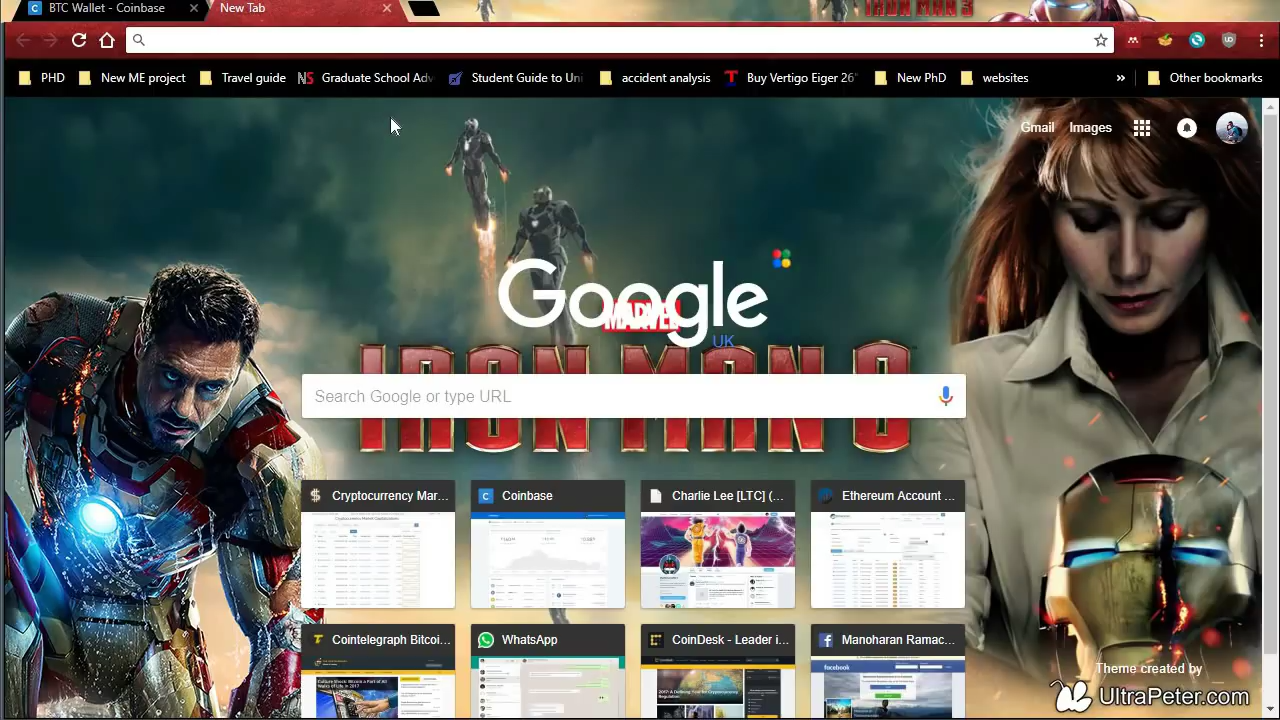 BTC Wallet - Coinbase
New Tab
IRON MAN 3
PHD
New ME project
Travel guide
Graduate School Adv
Student Guide to Uni
accident analysis
Buy Vertigo Eiger 26"
New PhD
websites
»
Other bookmarks
Gmail
Images
Google
MARVEL
UK
IRON MAN 3
Search Google or type URL
Cryptocurrency Mar...
Coinbase
Charlie Lee [LTC] (...
Ethereum Account ...
Cointelegraph Bitcoi...
WhatsApp
CoinDesk - Leader i...
Manoharan Ramac...
facebook
Theme created by
UltraPeter.com